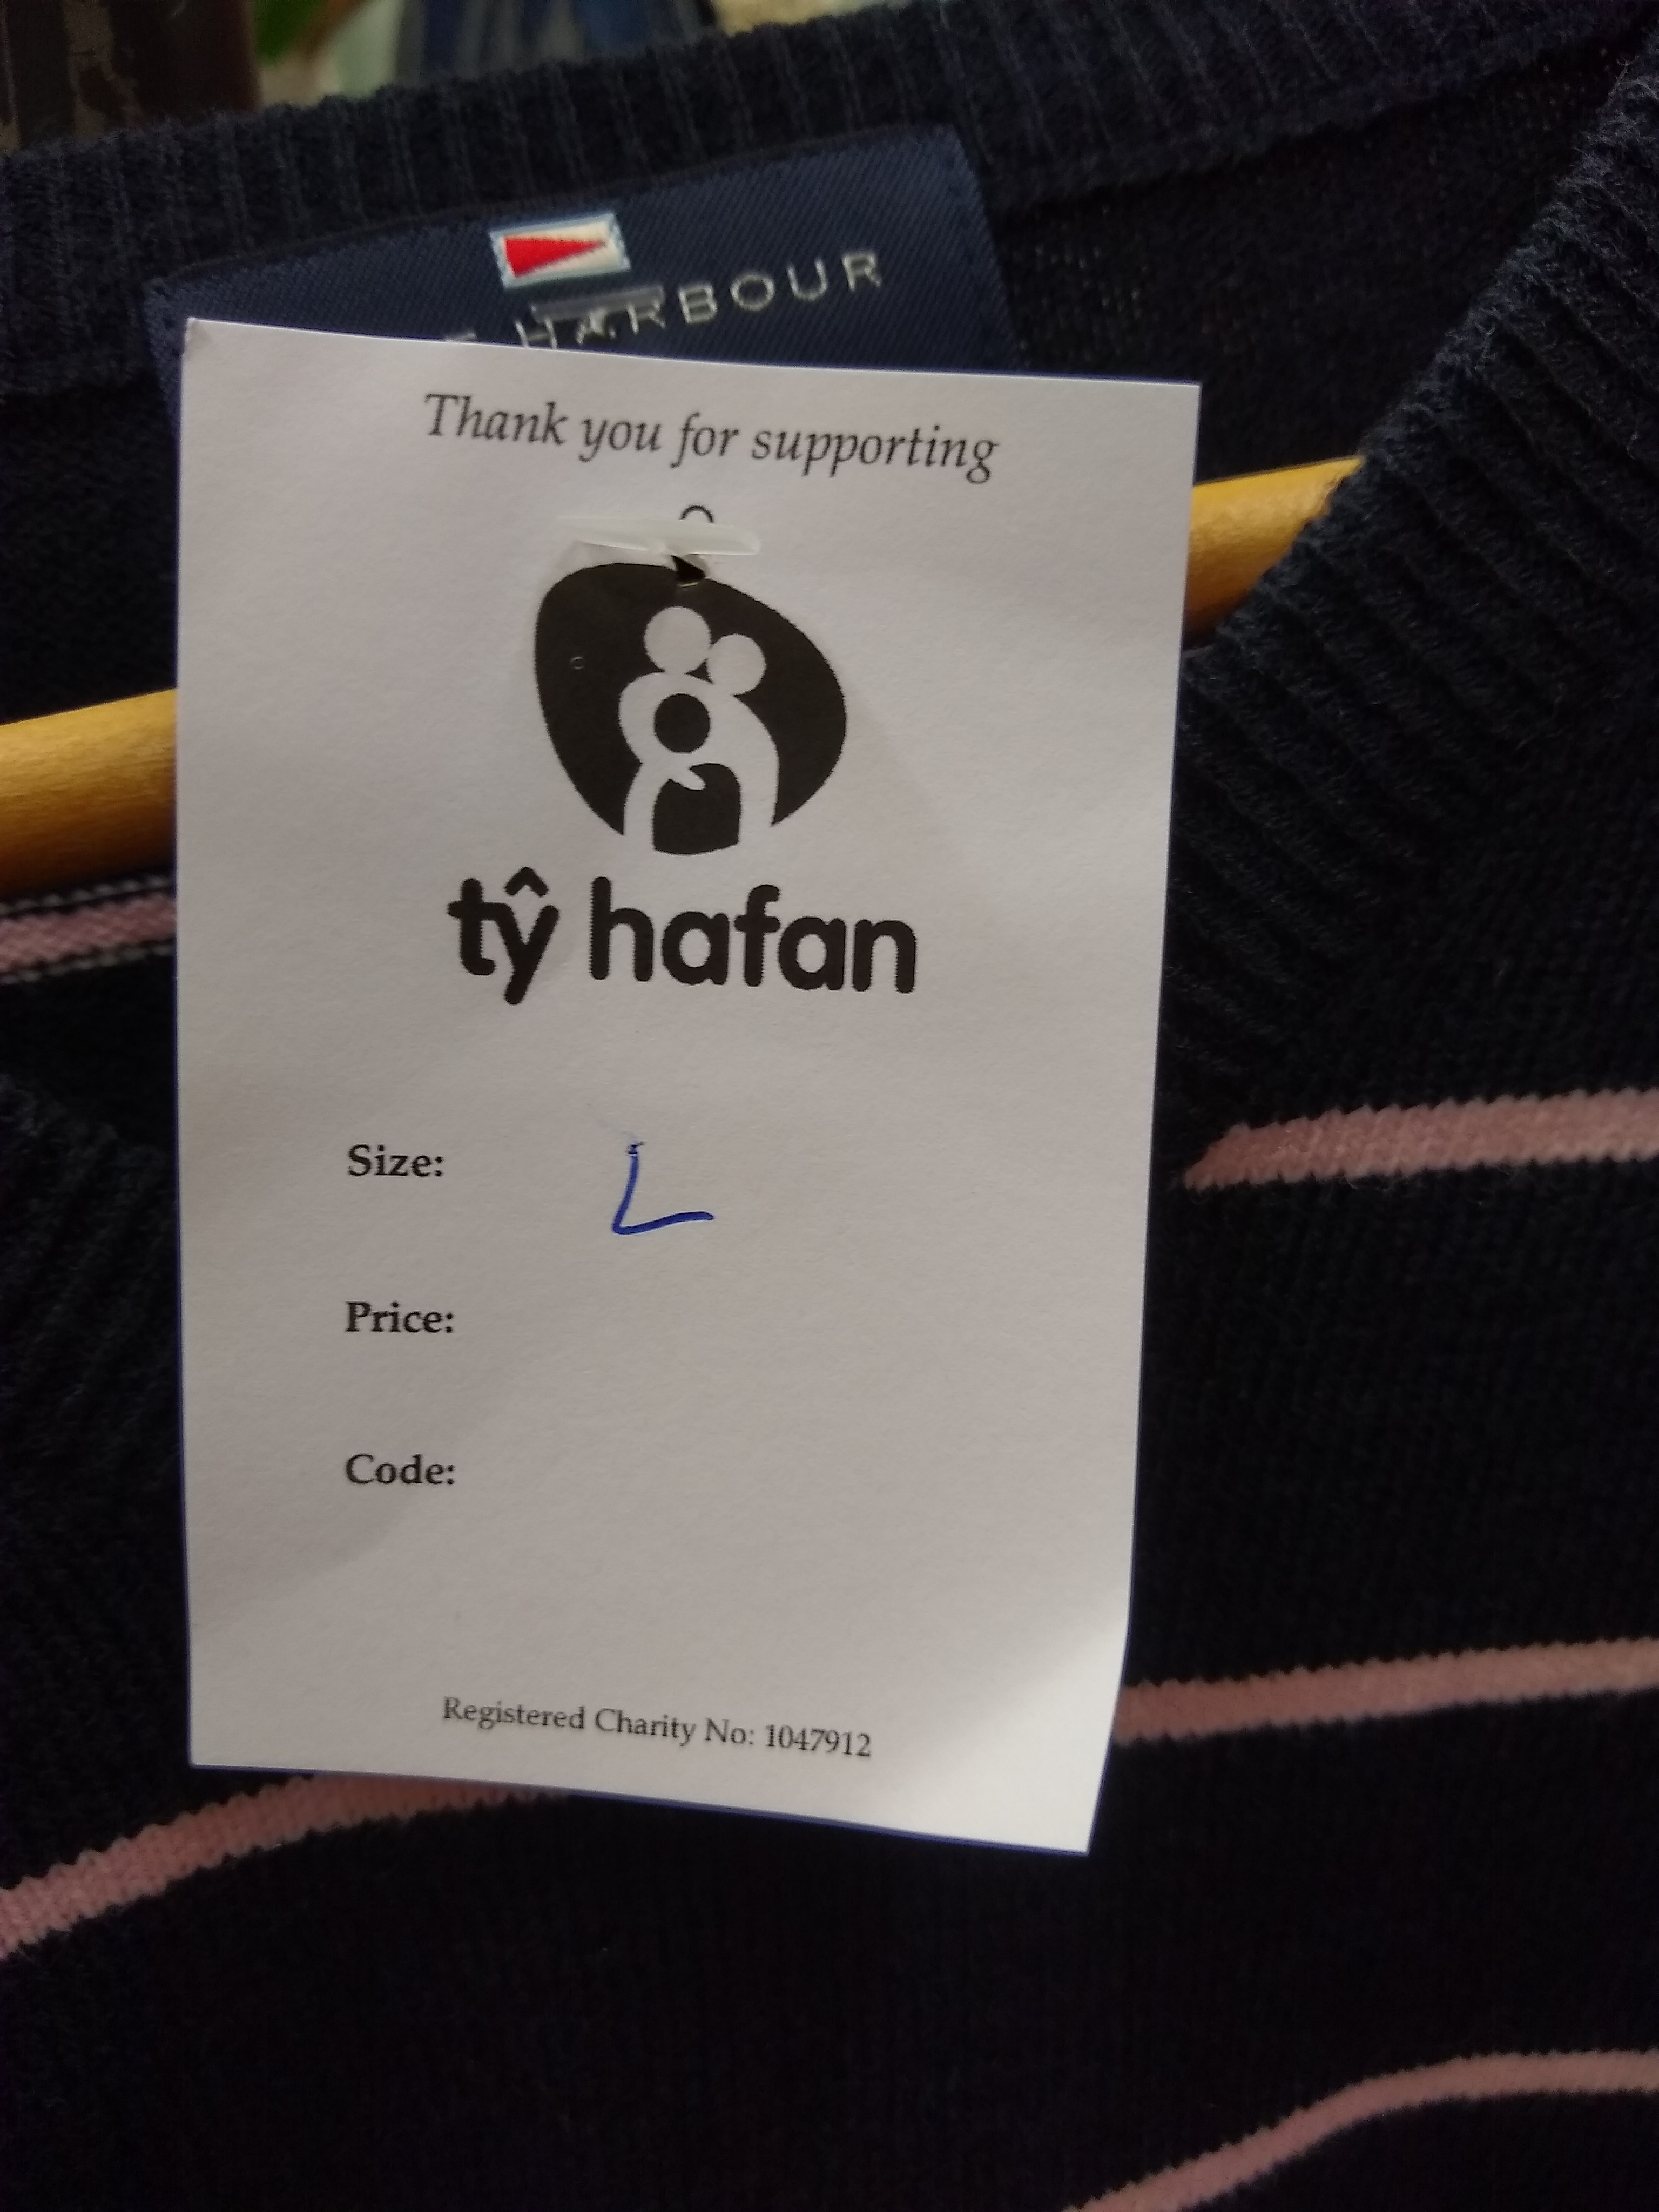 HARBOUR
Thank you for supporting
tŷ hafan
Size: L
Price:
Code:
Registered Charity No: 1047912